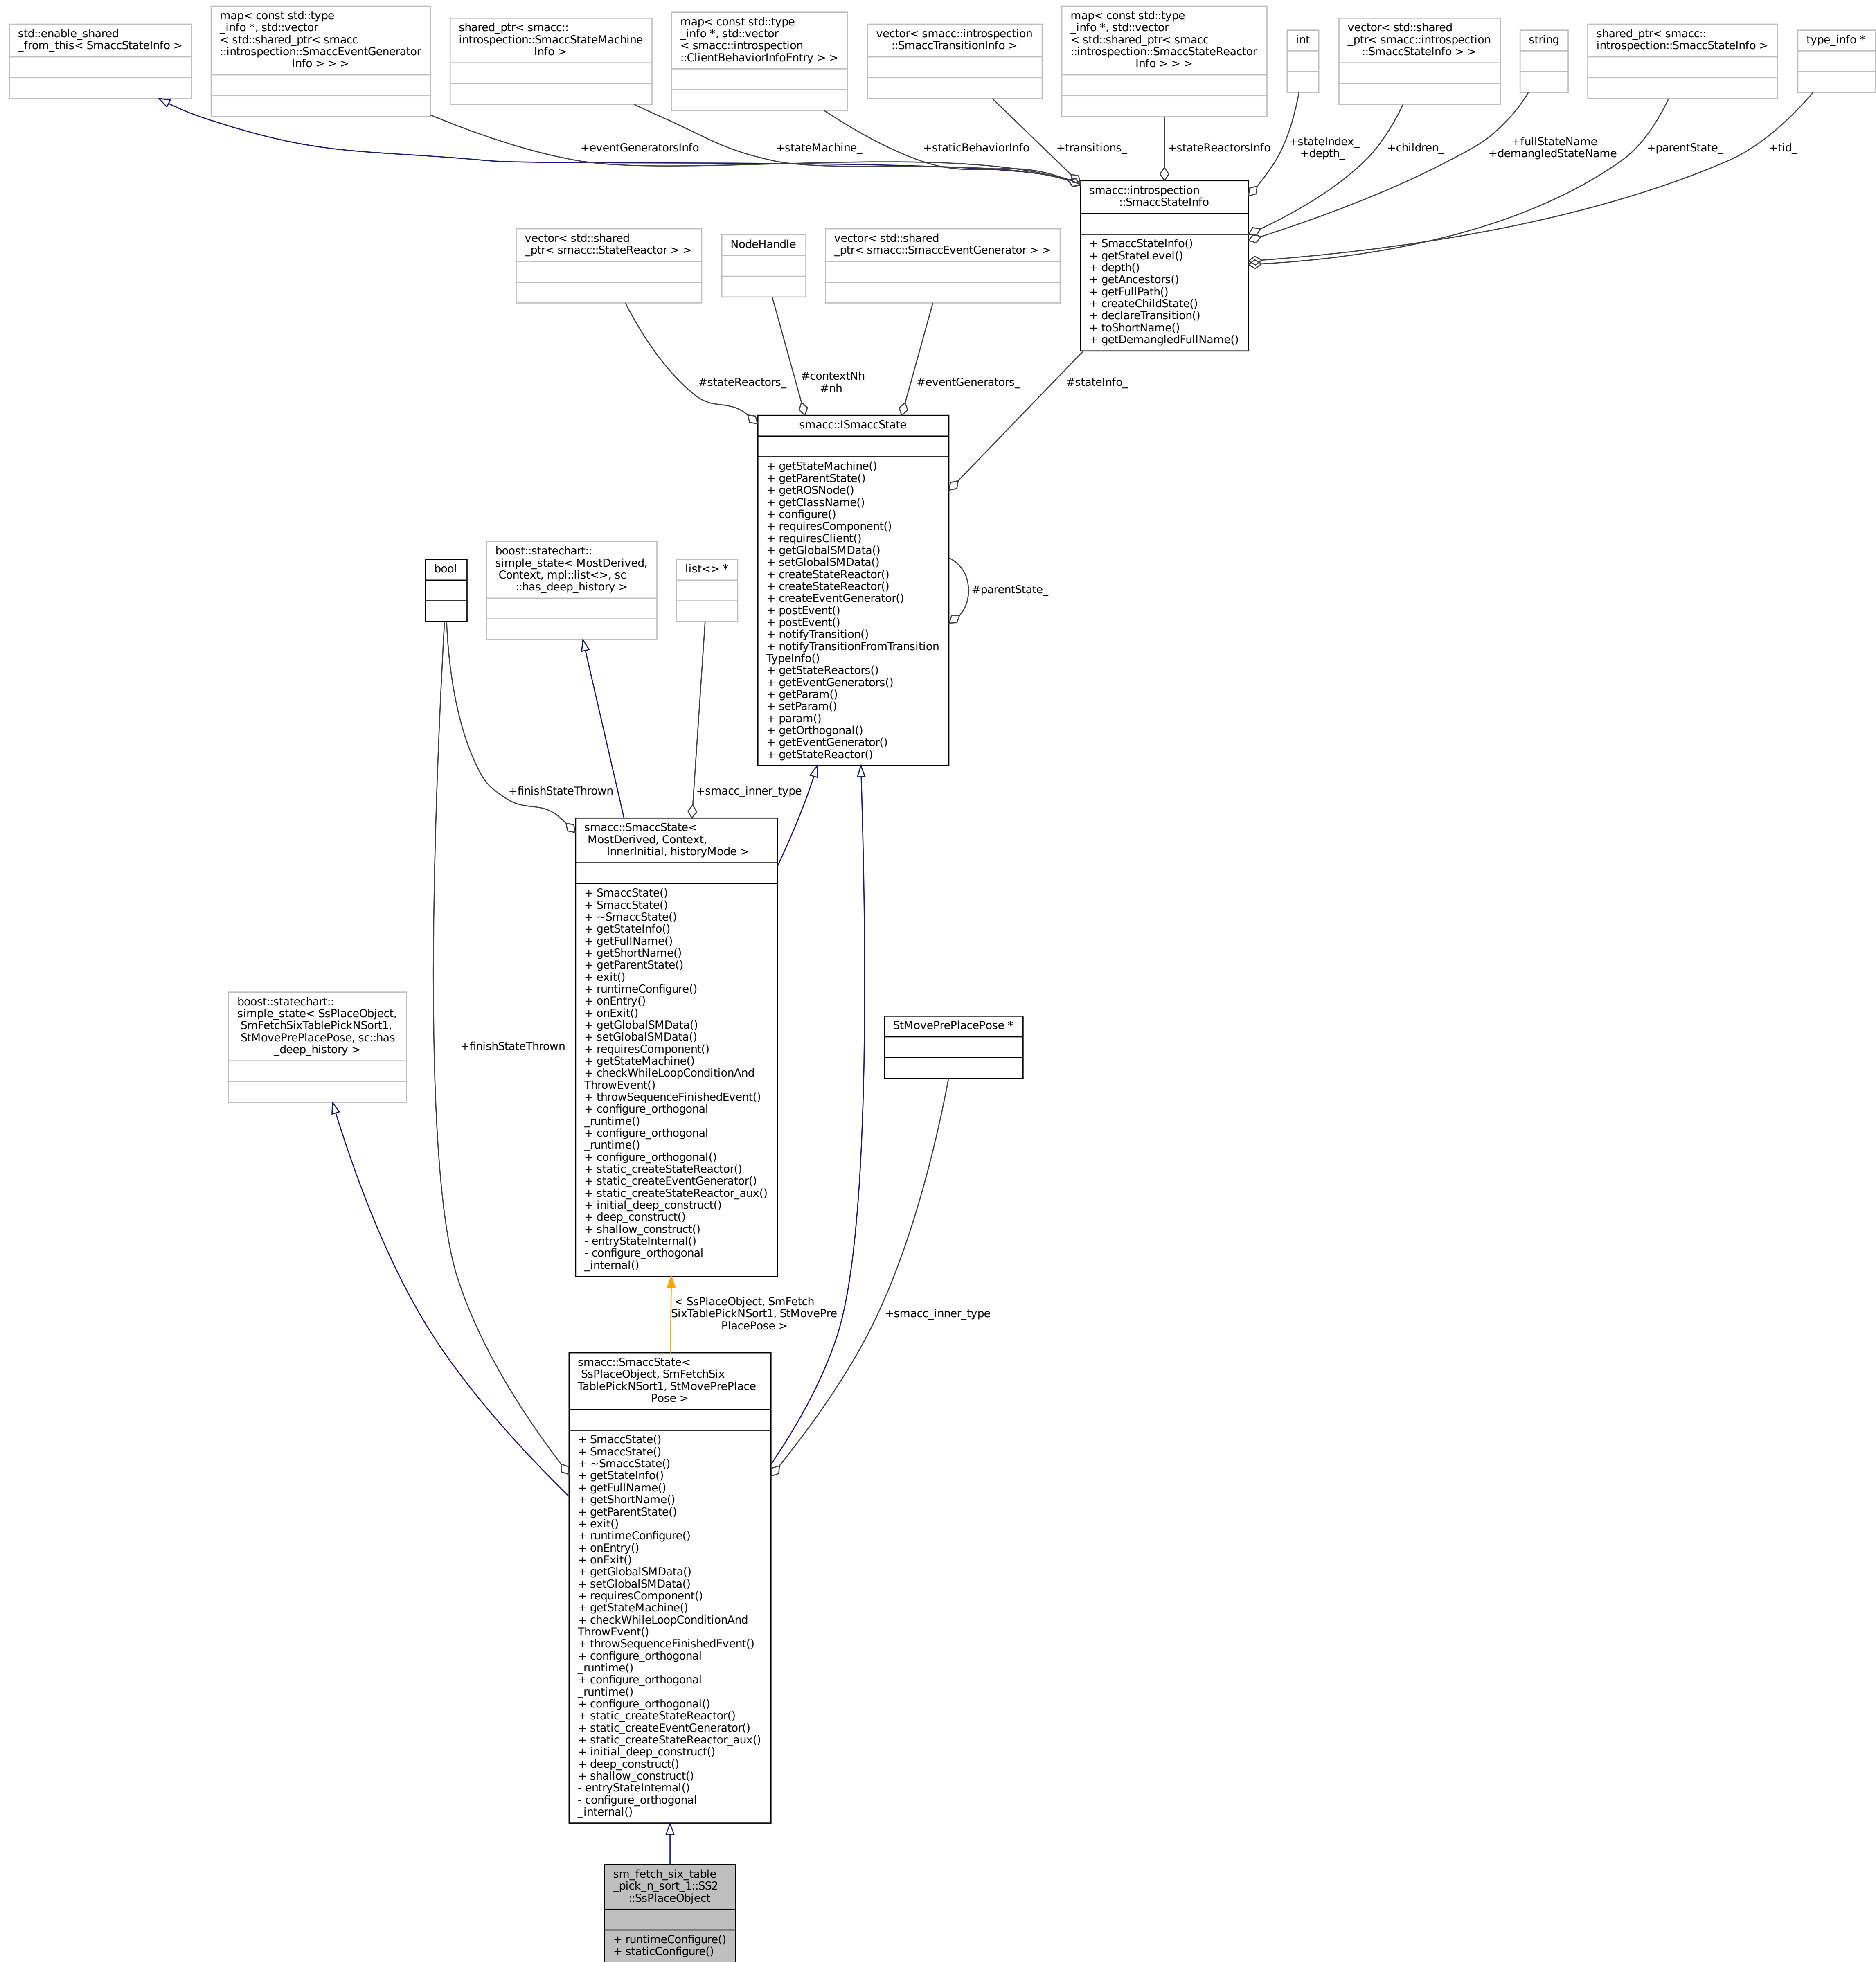 std::enable_shared
_from_this< SmaccStateInfo >
map< const std::type
_info *, std::vector
< std::shared_ptr< smacc
::introspection::SmaccEventGenerator
Info > > >
shared_ptr< smacc::
introspection::SmaccStateMachine
Info >
map< const std::type
_info *, std::vector
< smacc::introspection
::ClientBehaviorInfoEntry > >
vector< smacc::introspection
::SmaccTransitionInfo >
map< const std::type
_info *, std::vector
< std::shared_ptr< smacc
::introspection::SmaccStateReactor
Info > > >
int
vector< std::shared
_ptr< smacc::introspection
::SmaccStateInfo > >
string
shared_ptr< smacc::
introspection::SmaccStateInfo >
type_info *
+eventGeneratorsInfo
+stateMachine_
+staticBehaviorInfo
+transitions_
+stateReactorsInfo
+stateIndex_
+depth_
+children_
+fullStateName
+demangledStateName
+parentState_
+tid_
smacc::introspection
::SmaccStateInfo
+ SmaccStateInfo()
+ getStateLevel()
+ depth()
+ getAncestors()
+ getFullPath()
+ createChildState()
+ declareTransition()
+ toShortName()
+ getDemangledFullName()
vector< std::shared
_ptr< smacc::StateReactor > >
NodeHandle
vector< std::shared
_ptr< smacc::SmaccEventGenerator > >
#stateReactors_
#contextNh
#nh
#eventGenerators_
#stateInfo_
smacc::ISmaccState
+ getStateMachine()
+ getParentState()
+ getROSNode()
+ getClassName()
+ configure()
+ requiresComponent()
+ requiresClient()
+ getGlobalSMData()
+ setGlobalSMData()
+ createStateReactor()
+ createStateReactor()
+ createEventGenerator()
+ postEvent()
+ postEvent()
+ notifyTransition()
+ notifyTransitionFromTransition
TypeInfo()
+ getStateReactors()
+ getEventGenerators()
+ getParam()
+ setParam()
+ param()
+ getOrthogonal()
+ getEventGenerator()
+ getStateReactor()
#parentState_
bool
boost::statechart::
simple_state< MostDerived,
Context, mpl::list<>, sc
::has_deep_history >
list<> *
+finishStateThrown
+smacc_inner_type
smacc::SmaccState<
MostDerived, Context,
InnerInitial, historyMode >
+ SmaccState()
+ SmaccState()
+ ~SmaccState()
+ getStateInfo()
+ getFullName()
+ getShortName()
+ getParentState()
+ exit()
+ runtimeConfigure()
+ onEntry()
+ onExit()
+ getGlobalSMData()
+ setGlobalSMData()
+ requiresComponent()
+ getStateMachine()
+ checkWhileLoopConditionAnd
ThrowEvent()
+ throwSequenceFinishedEvent()
+ configure_orthogonal
_runtime()
+ configure_orthogonal
_runtime()
+ configure_orthogonal()
+ static_createStateReactor()
+ static_createEventGenerator()
+ static_createStateReactor_aux()
+ initial_deep_construct()
+ deep_construct()
+ shallow_construct()
- entryStateInternal()
- configure_orthogonal
_internal()
boost::statechart::
simple_state< SsPlaceObject,
SmFetchSixTablePickNSort1,
StMovePrePlacePose, sc::has
_deep_history >
StMovePrePlacePose *
+finishStateThrown
< SsPlaceObject, SmFetch
SixTablePickNSort1, StMovePre
PlacePose >
+smacc_inner_type
smacc::SmaccState<
SsPlaceObject, SmFetchSix
TablePickNSort1, StMovePrePlace
Pose >
+ SmaccState()
+ SmaccState()
+ ~SmaccState()
+ getStateInfo()
+ getFullName()
+ getShortName()
+ getParentState()
+ exit()
+ runtimeConfigure()
+ onEntry()
+ onExit()
+ getGlobalSMData()
+ setGlobalSMData()
+ requiresComponent()
+ getStateMachine()
+ checkWhileLoopConditionAnd
ThrowEvent()
+ throwSequenceFinishedEvent()
+ configure_orthogonal
_runtime()
+ configure_orthogonal
_runtime()
+ configure_orthogonal()
+ static_createStateReactor()
+ static_createEventGenerator()
+ static_createStateReactor_aux()
+ initial_deep_construct()
+ deep_construct()
+ shallow_construct()
- entryStateInternal()
- configure_orthogonal
_internal()
sm_fetch_six_table
_pick_n_sort_1::SS2
::SsPlaceObject
+ runtimeConfigure()
+ staticConfigure()